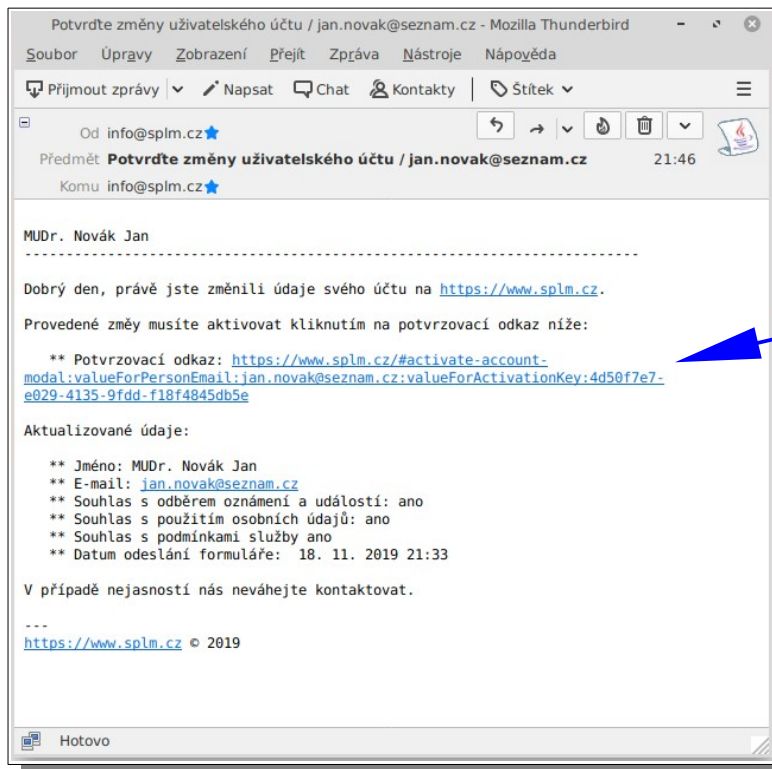 Potvrďte změny uživatelského účtu / jan.novak@seznam.cz - Mozilla Thunderbird
Soubor Úpravy Zobrazení Přejít Zpráva Nástroje Nápověda
Přijmout zprávy Napsat Chat Kontakty Štítek
Od info@splm.cz
Předmět Potvrďte změny uživatelského účtu / jan.novak@seznam.cz 21:46
Komu info@splm.cz
MUDr. Novák Jan
-------------------------------------------------------------------------
Dobrý den, právě jste změnili údaje svého účtu na https://www.splm.cz.
Provedené změy musíte aktivovat kliknutím na potvrzovací odkaz níže:
** Potvrzovací odkaz: https://www.splm.cz/#activate-account-
modal:valueForPersonEmail:jan.novak@seznam.cz:valueForActivationKey:4d50f7e7-
e029-4135-9fdd-f18f4845db5e
Aktualizované údaje:
** Jméno: MUDr. Novák Jan
** E-mail: jan.novak@seznam.cz
** Souhlas s odběrem oznámení a událostí: ano
** Souhlas s použitím osobních údajů: ano
** Souhlas s podmínkami služby ano
** Datum odeslání formuláře: 18. 11. 2019 21:33
V případě nejasností nás neváhejte kontaktovat.
---
https://www.splm.cz © 2019
Hotovo